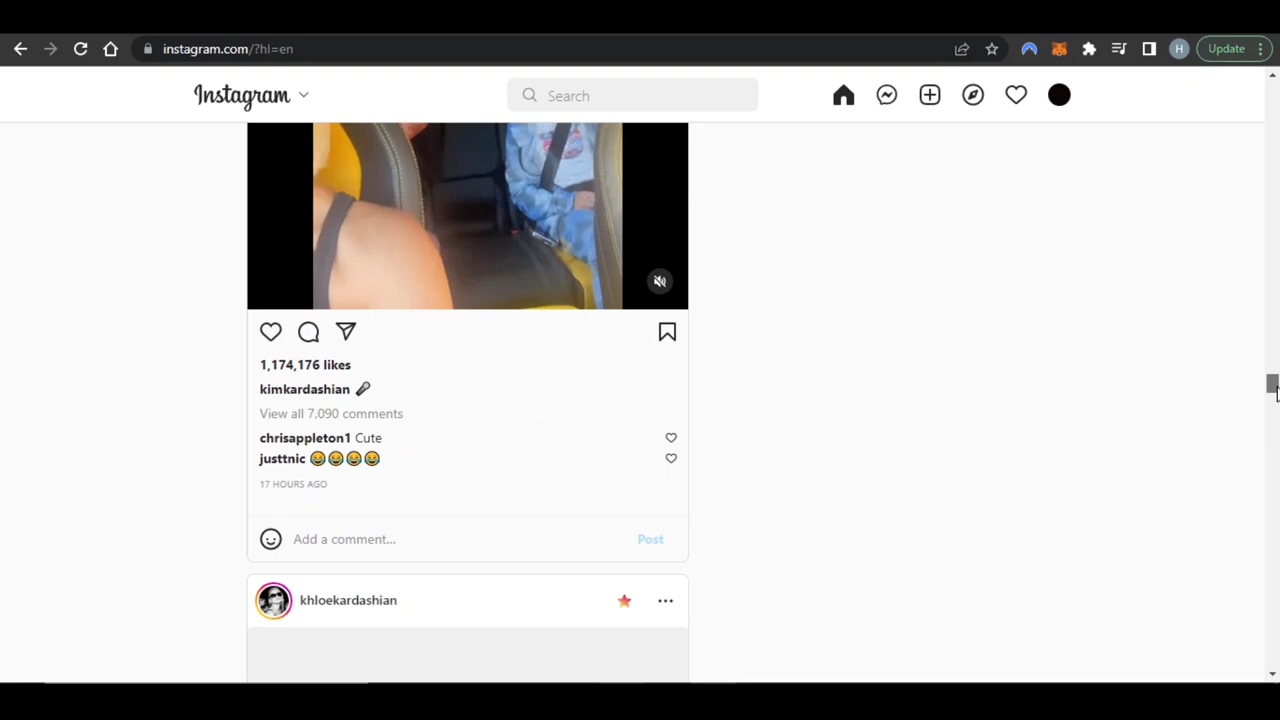 instagram.com/?hl=en
H
Update
Instagram
Search
1,174,176 likes
kimkardashian 🎤
View all 7,090 comments
chrisappleton1 Cute
justtnic 😂😂😂😂
17 HOURS AGO
Add a comment...
Post
khloekardashian